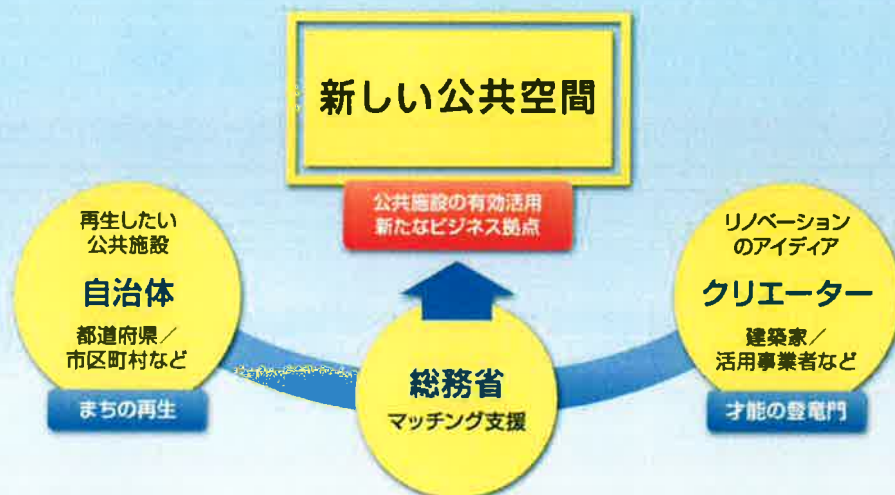 新しい公共空間
公共施設の有効活用
新たなビジネス拠点
再生したい
公共施設
自治体
都道府県／
市区町村など
まちの再生
総務省
マッチング支援
リノベーション
のアイディア
クリエーター
建築家／
活用事業者など
才能の登竜門